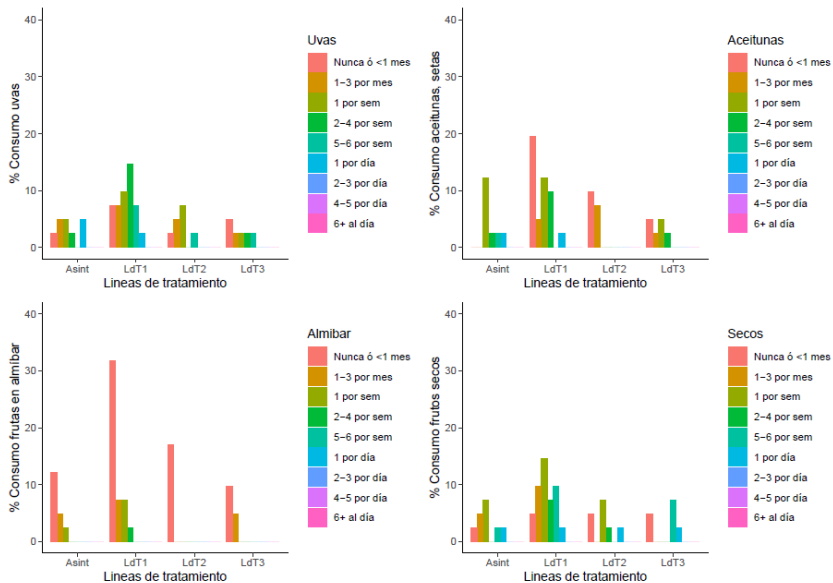 Uvas
% Consumo uvas
40
30
20
10
0
Asint LdT1 LdT2 LdT3
Lineas de tratamiento
Nunca ó <1 mes
1−3 por mes
1 por sem
2−4 por sem
5−6 por sem
1 por día
2−3 por día
4−5 por día
6+ al día
Aceitunas
% Consumo aceitunas, setas
40
30
20
10
0
Asint LdT1 LdT2 LdT3
Lineas de tratamiento
Nunca ó <1 mes
1−3 por mes
1 por sem
2−4 por sem
5−6 por sem
1 por día
2−3 por día
4−5 por día
6+ al día
Almibar
% Consumo frutas en almíbar
40
30
20
10
0
Asint LdT1 LdT2 LdT3
Lineas de tratamiento
Nunca ó <1 mes
1−3 por mes
1 por sem
2−4 por sem
5−6 por sem
1 por día
2−3 por día
4−5 por día
6+ al día
Secos
% Consumo frutos secos
40
30
20
10
0
Asint LdT1 LdT2 LdT3
Lineas de tratamiento
Nunca ó <1 mes
1−3 por mes
1 por sem
2−4 por sem
5−6 por sem
1 por día
2−3 por día
4−5 por día
6+ al día